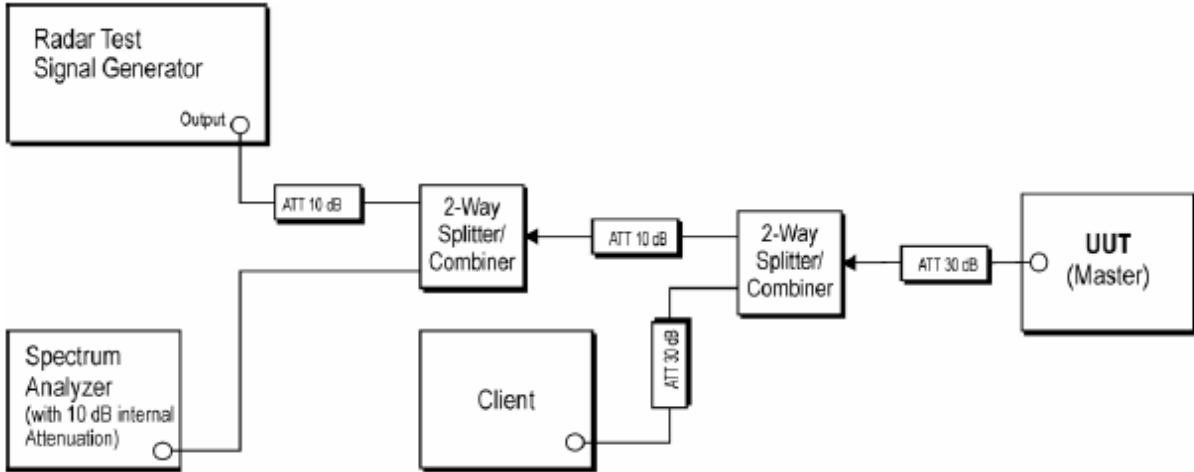 Radar Test
Signal Generator
Output
ATT 10 dB
2-Way
Splitter/
Combiner
ATT 10 dB
2-Way
Splitter/
Combiner
ATT 30 dB
UUT
(Master)
ATT 30 dB
Spectrum
Analyzer
(with 10 dB internal
Attenuation)
Client